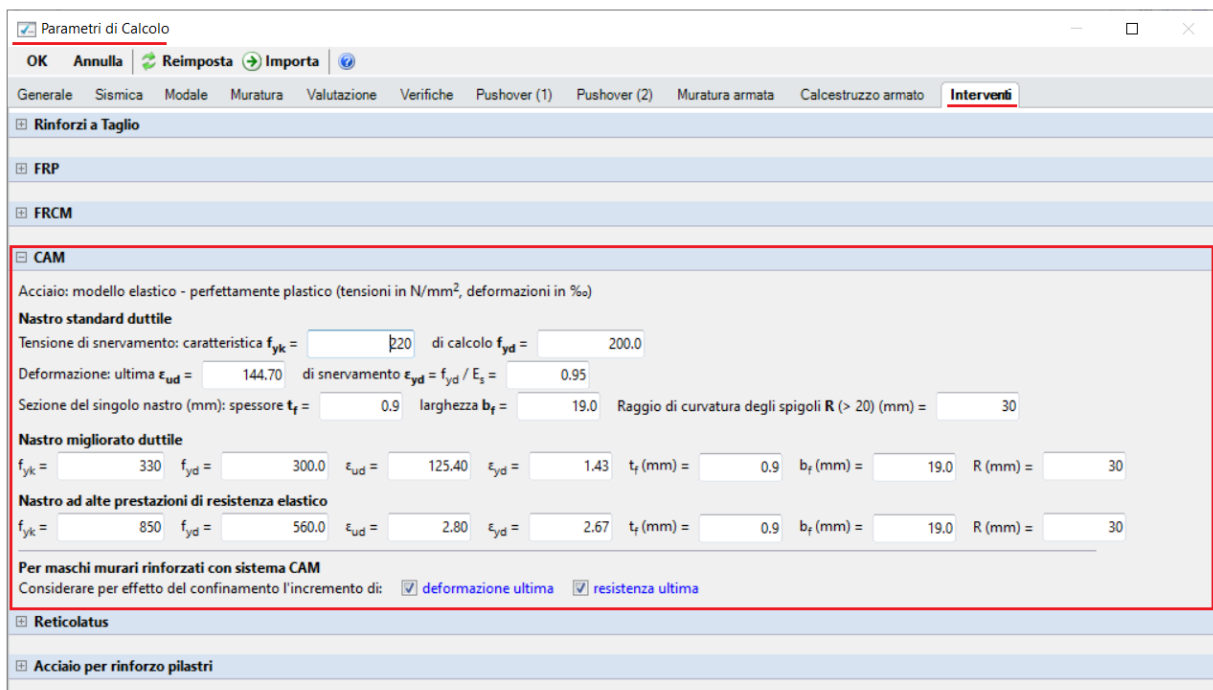 Parametri di Calcolo
OK Annulla Reimposta Importa
Generale Sismica Modale Muratura Valutazione Verifiche Pushover (1) Pushover (2) Muratura armata Calcestruzzo armato Interventi
Rinforzi a Taglio
FRP
FRCM
CAM
Acciaio: modello elastico - perfettamente plastico (tensioni in N/mm², deformazioni in ‰)
Nastro standard duttile
Tensione di snervamento: caratteristica fyk = 220 di calcolo fyd = 200.0
Deformazione: ultima εud = 144.70 di snervamento εyd = fyd / Es = 0.95
Sezione del singolo nastro (mm): spessore tf = 0.9 larghezza bf = 19.0 Raggio di curvatura degli spigoli R (> 20) (mm) = 30
Nastro migliorato duttile
fyk = 330 fyd = 300.0 εud = 125.40 εyd = 1.43 tf (mm) = 0.9 bf (mm) = 19.0 R (mm) = 30
Nastro ad alte prestazioni di resistenza elastico
fyk = 850 fyd = 560.0 εud = 2.80 εyd = 2.67 tf (mm) = 0.9 bf (mm) = 19.0 R (mm) = 30
Per maschi murari rinforzati con sistema CAM
Considerare per effetto del confinamento l'incremento di: deformazione ultima resistenza ultima
Reticolatus
Acciaio per rinforzo pilastri